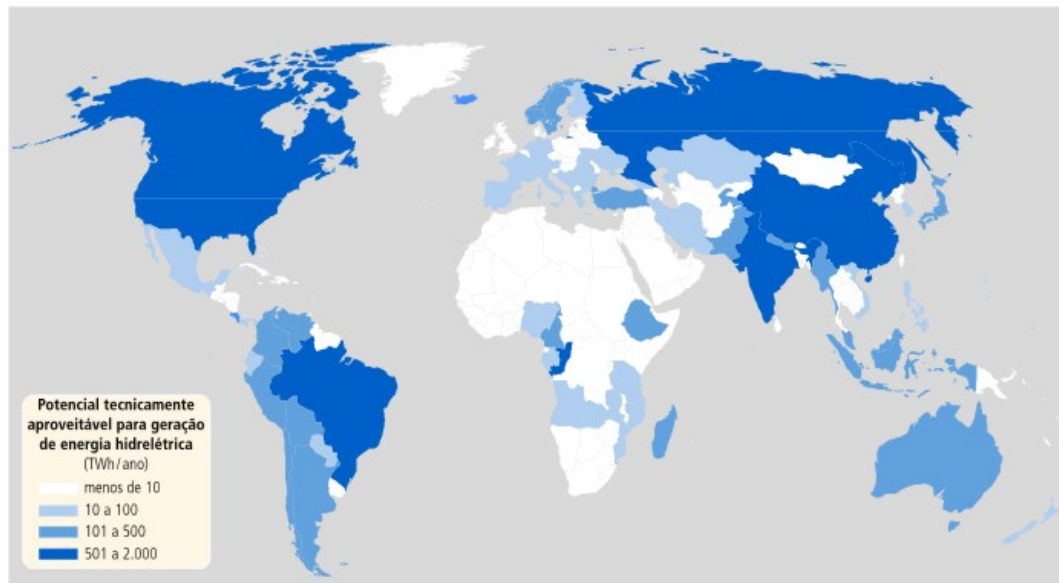 Potencial tecnicamente
aproveitável para geração
de energia hidrelétrica
(TWh/ano)
menos de 10
10 a 100
101 a 500
501 a 2.000